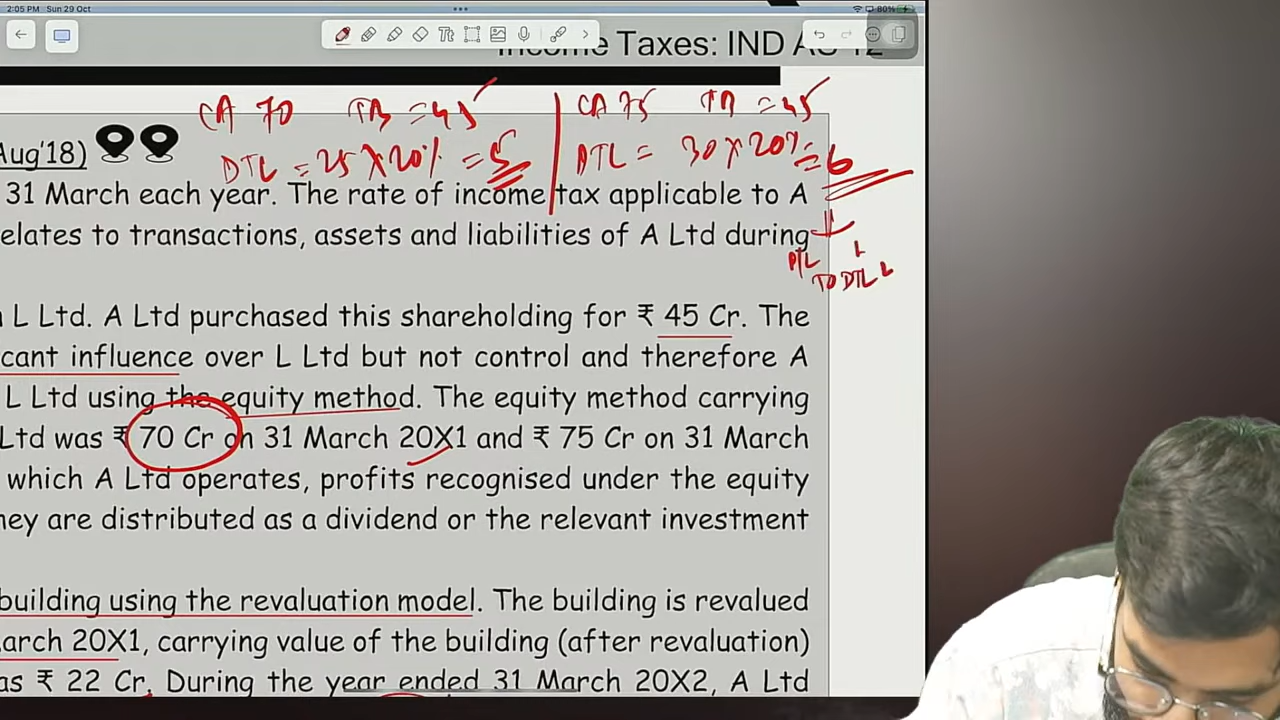 2:05 PM Sun 29 Oct
80%
Income Taxes: IND AS 12
CA 70 TB = 45
CA 75 TB = 45
DTL = 25 X 20% = 5
DTL = 30 X 20% = 6
Aug'18)
31 March each year. The rate of income tax applicable to A
elates to transactions, assets and liabilities of A Ltd during
P/L
TO DTL
L Ltd. A Ltd purchased this shareholding for ₹ 45 Cr. The
cant influence over L Ltd but not control and therefore A
L Ltd using the equity method. The equity method carrying
Ltd was ₹ 70 Cr on 31 March 20X1 and ₹ 75 Cr on 31 March
which A Ltd operates, profits recognised under the equity
hey are distributed as a dividend or the relevant investment
building using the revaluation model. The building is revalued
arch 20X1, carrying value of the building (after revaluation)
as ₹ 22 Cr. During the year ended 31 March 20X2, A Ltd